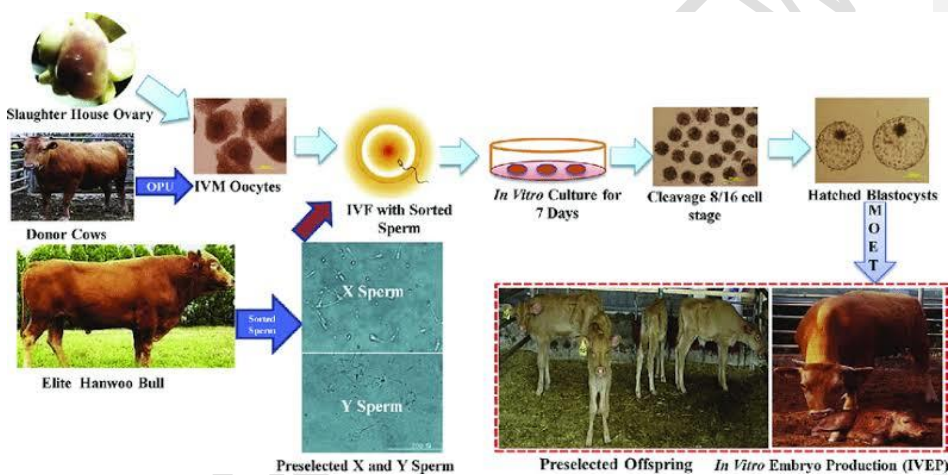 Slaughter House Ovary
OPU
IVM Oocytes
Donor Cows
IVF with Sorted
Sperm
In Vitro Culture for
7 Days
Cleavage 8/16 cell
stage
Hatched Blastocysts
MOET
Sorted
Sperm
X Sperm
Y Sperm
Elite Hanwoo Bull
Preselected X and Y Sperm
Preselected Offspring
In Vitro Embryo Production (IVEP)